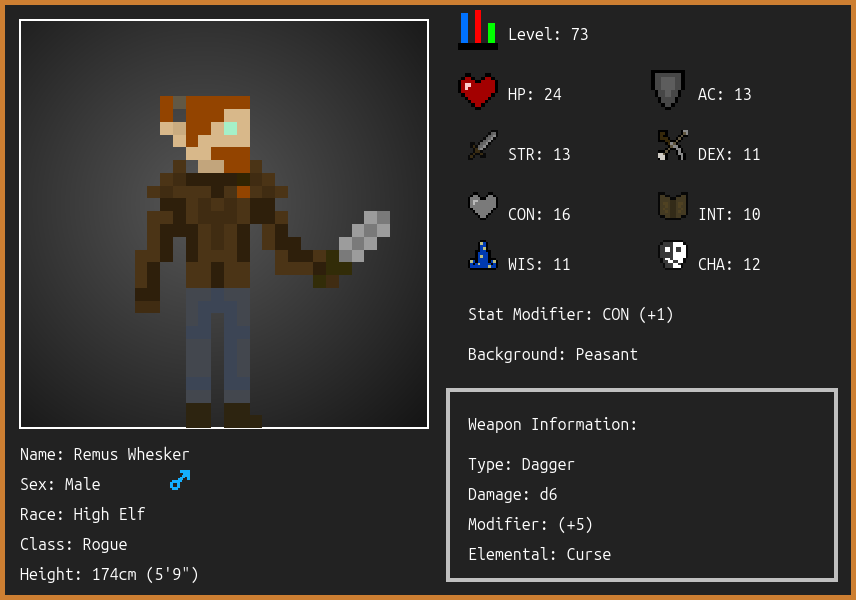 Level: 73
HP: 24
AC: 13
STR: 13
DEX: 11
CON: 16
INT: 10
WIS: 11
CHA: 12
Stat Modifier: CON (+1)
Background: Peasant
Weapon Information:
Type: Dagger
Damage: d6
Modifier: (+5)
Elemental: Curse
Name: Remus Whesker
Sex: Male
Race: High Elf
Class: Rogue
Height: 174cm (5'9")